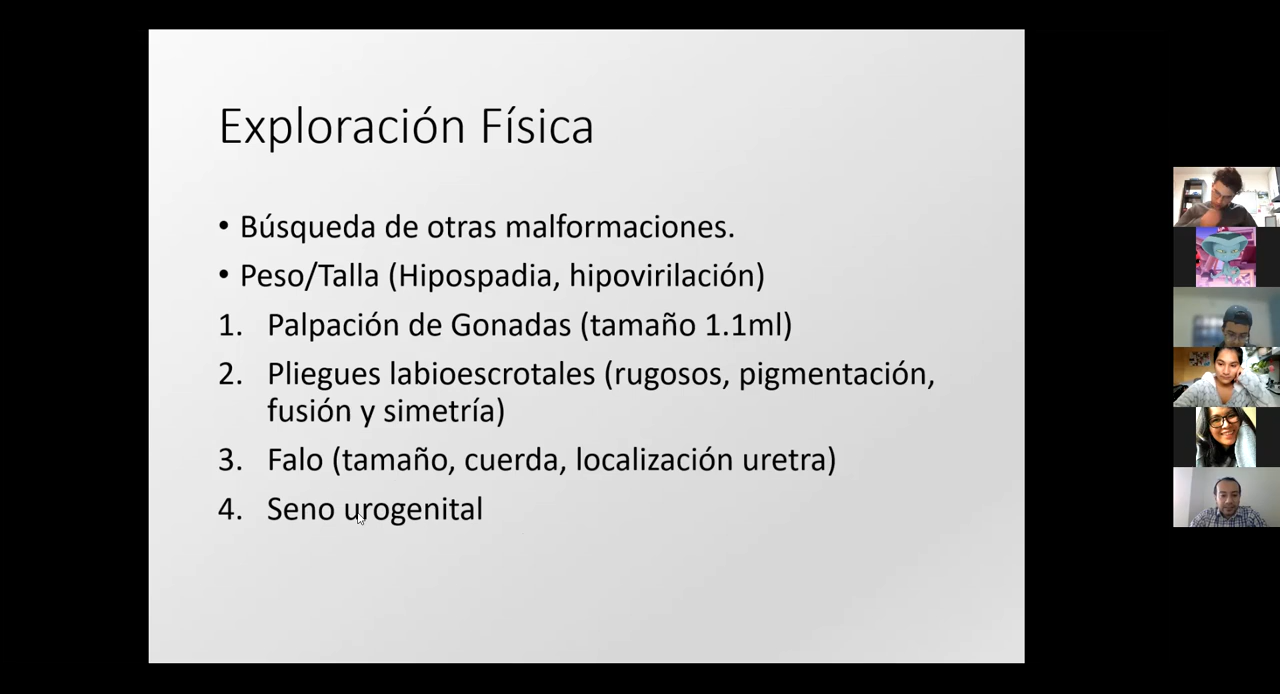 Exploración Física
• Búsqueda de otras malformaciones.
• Peso/Talla (Hipospadia, hipovirilación)
1. Palpación de Gonadas (tamaño 1.1ml)
2. Pliegues labioescrotales (rugosos, pigmentación,
fusión y simetría)
3. Falo (tamaño, cuerda, localización uretra)
4. Seno urogenital